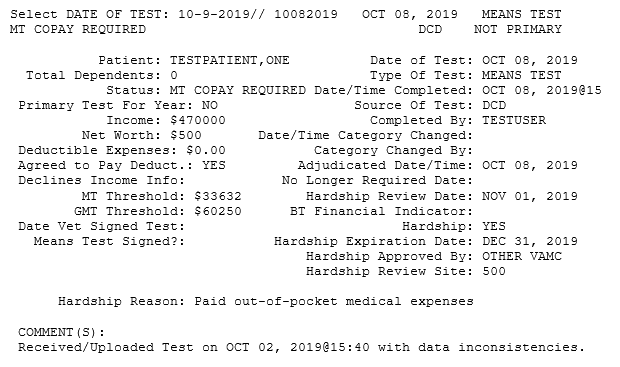 Select DATE OF TEST: 10-9-2019// 10082019   OCT 08, 2019   MEANS TEST
MT COPAY REQUIRED                                  DCD    NOT PRIMARY
Patient: TESTPATIENT,ONE          Date of Test: OCT 08, 2019
Total Dependents: 0                        Type Of Test: MEANS TEST
Status: MT COPAY REQUIRED Date/Time Completed: OCT 08, 2019@15
Primary Test For Year: NO                 Source Of Test: DCD
Income: $470000                  Completed By: TESTUSER
Net Worth: $500       Date/Time Category Changed:
Deductible Expenses: $0.00           Category Changed By:
Agreed to Pay Deduct.: YES         Adjudicated Date/Time: OCT 08, 2019
Declines Income Info:            No Longer Required Date:
MT Threshold: $33632        Hardship Review Date: NOV 01, 2019
GMT Threshold: $60250      BT Financial Indicator:
Date Vet Signed Test:                           Hardship: YES
Means Test Signed?:           Hardship Expiration Date: DEC 31, 2019
Hardship Approved By: OTHER VAMC
Hardship Review Site: 500
Hardship Reason: Paid out-of-pocket medical expenses
COMMENT(S):
Received/Uploaded Test on OCT 02, 2019@15:40 with data inconsistencies.